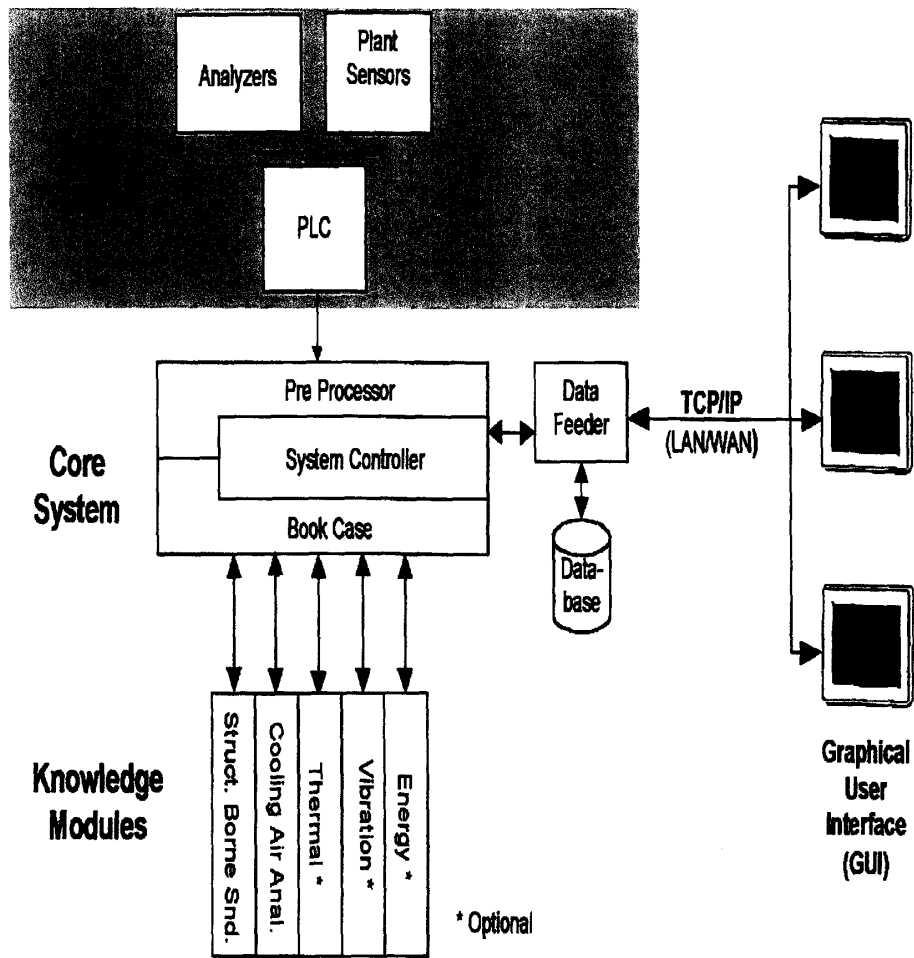 Analyzers
Plant
Sensors
PLC
Pre Processor
System Controller
Book Case
Core
System
Data
Feeder
TCP/IP
(LAN/WAN)
Data-
base
Knowledge
Modules
Struct. Borne Snd.
Cooling Air Anal.
Thermal *
Vibration *
Energy *
* Optional
Graphical
User
Interface
(GUI)